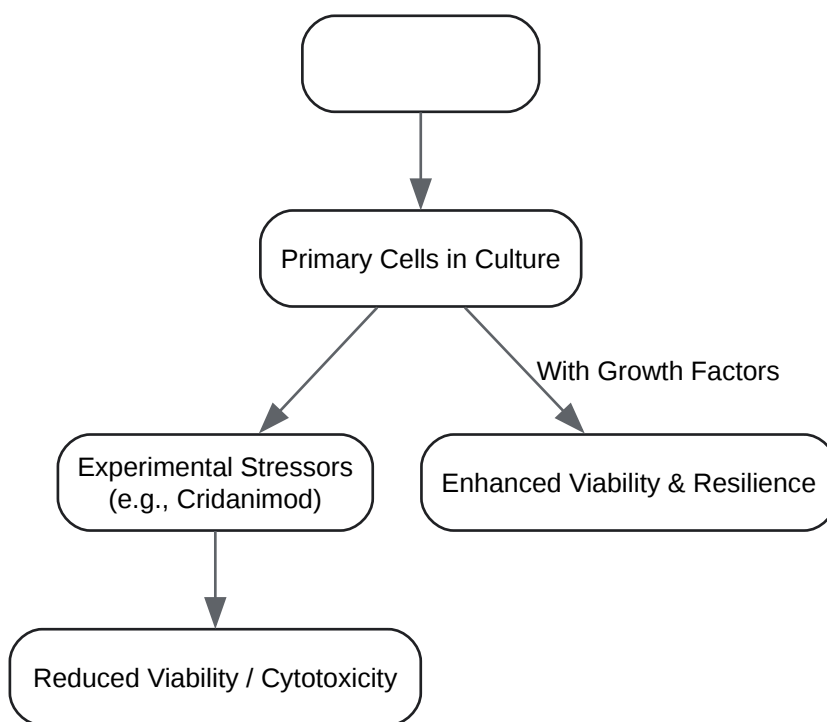 Primary Cells in Culture
With Growth Factors
Experimental Stressors
(e.g., Cridanimod)
Enhanced Viability & Resilience
Reduced Viability / Cytotoxicity